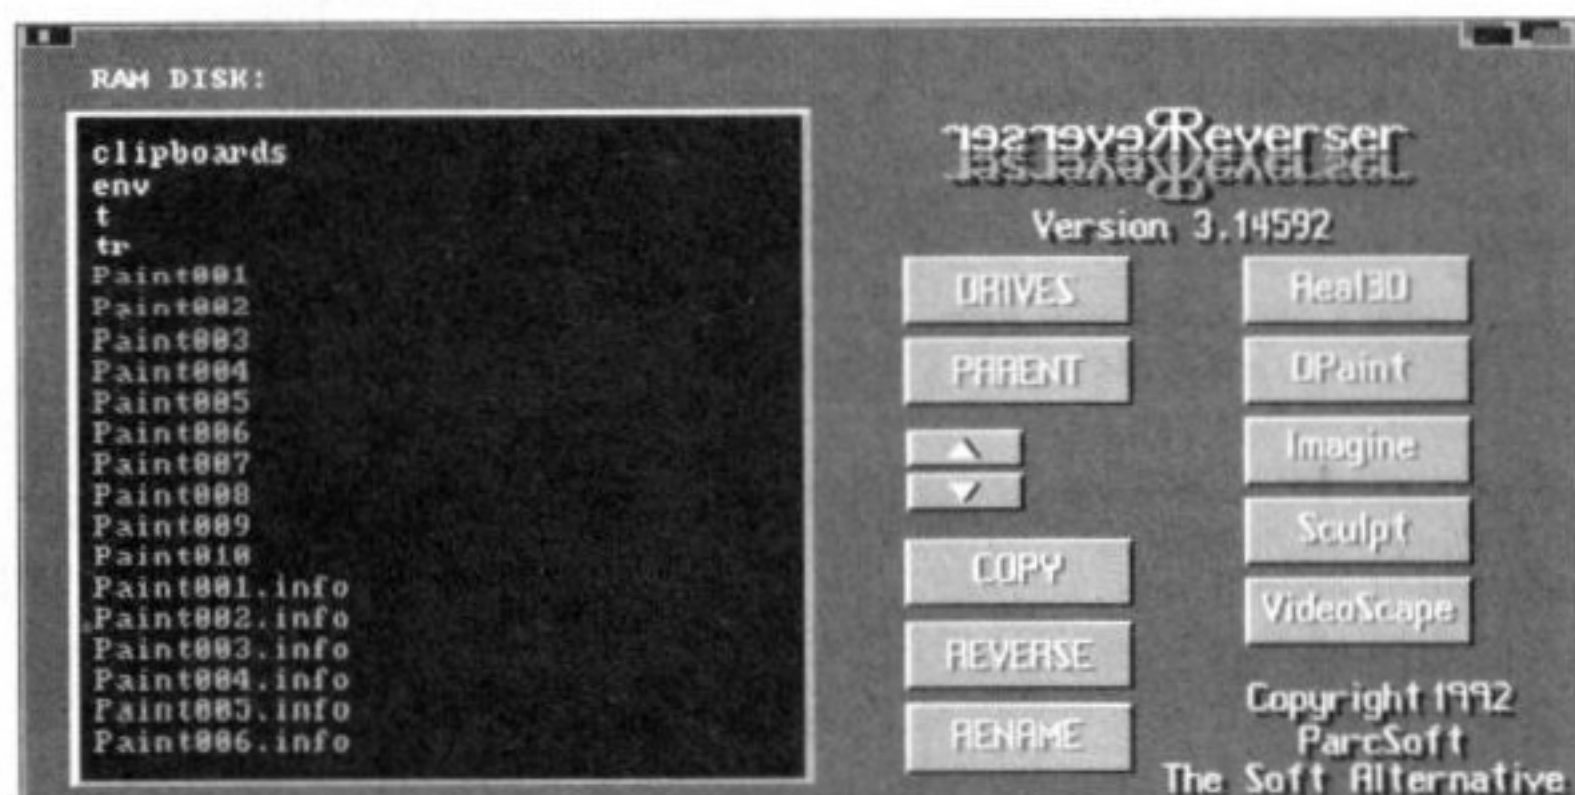 RAM DISK:
clipboards
env
t
tr
Paint001
Paint002
Paint003
Paint004
Paint005
Paint006
Paint007
Paint008
Paint009
Paint010
Paint001.info
Paint002.info
Paint003.info
Paint004.info
Paint005.info
Paint006.info
Reverser
Version 3.14592
DRIVES
PARENT
COPY
REVERSE
RENAME
Real3D
DPaint
Imagine
Sculpt
VideoScape
Copyright 1992
ParcSoft
The Soft Alternative